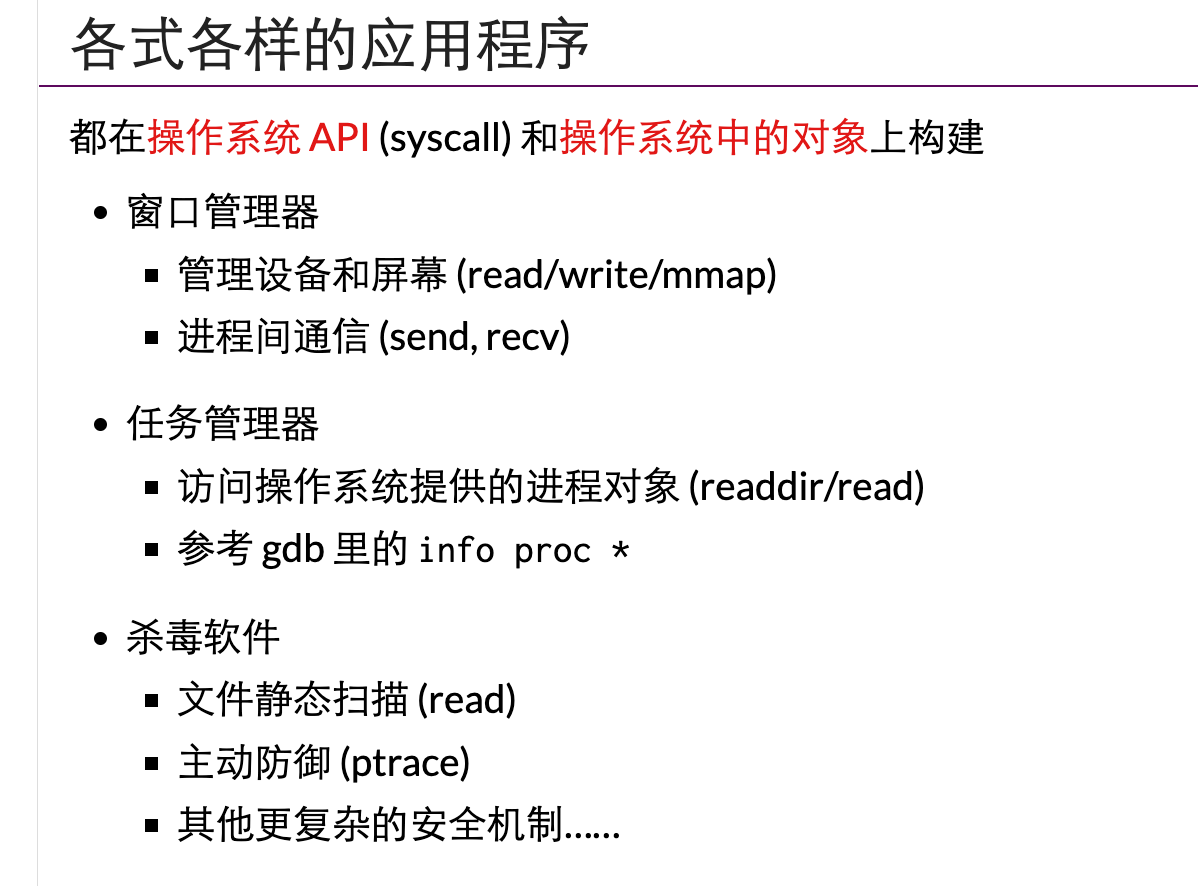 各式各样的应用程序
都在操作系统 API (syscall) 和操作系统中的对象上构建
窗口管理器
管理设备和屏幕 (read/write/mmap)
进程间通信 (send, recv)
任务管理器
访问操作系统提供的进程对象 (readdir/read)
参考 gdb 里的 info proc *
杀毒软件
文件静态扫描 (read)
主动防御 (ptrace)
其他更复杂的安全机制……